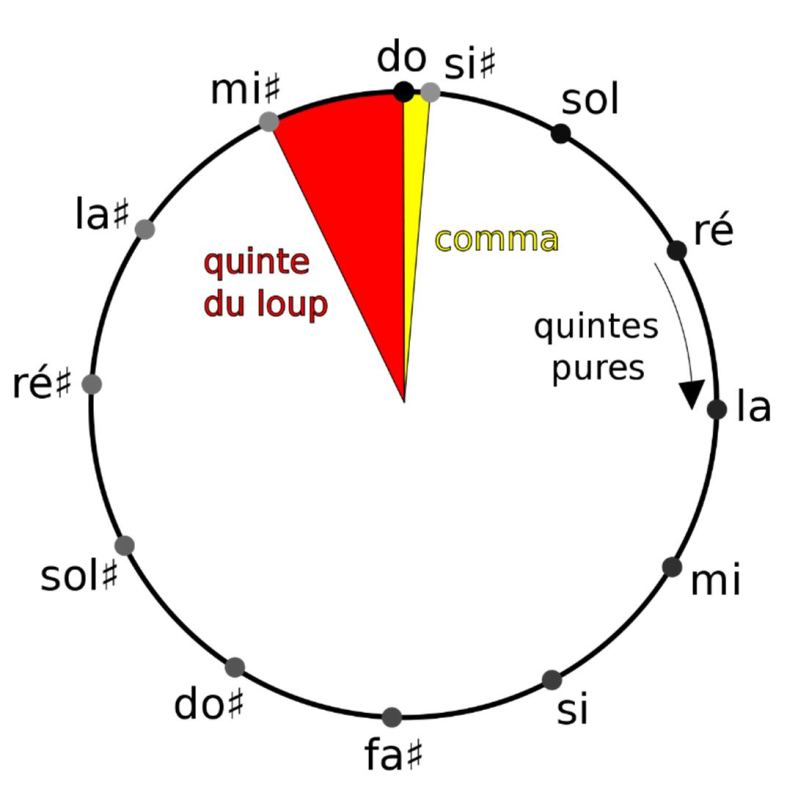 do
si♯
mi♯
sol
la♯
ré
comma
quinte
du loup
quintes
pures
ré♯
la
sol♯
mi
do♯
si
fa♯